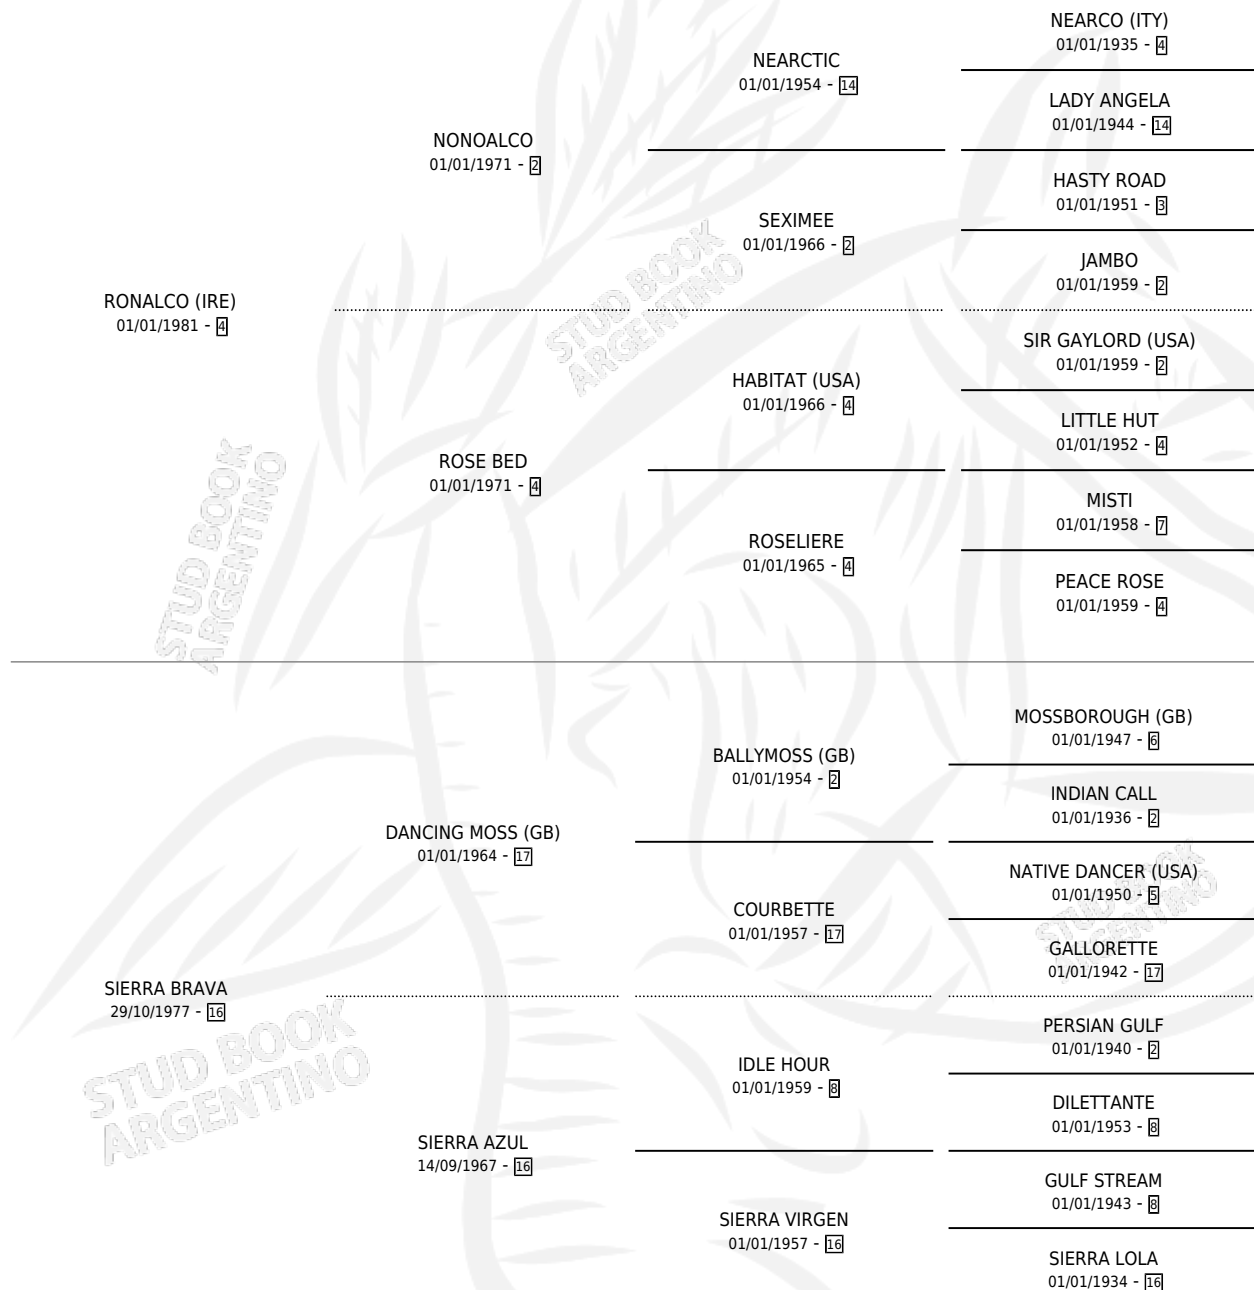 NEARCO (ITY)
01/01/1935 - 4
NEARCTIC
01/01/1954 - 14
LADY ANGELA
01/01/1944 - 14
NONOALCO
01/01/1971 - 2
HASTY ROAD
01/01/1951 - 3
SEXIMEE
01/01/1966 - 2
JAMBO
01/01/1959 - 2
RONALCO (IRE)
01/01/1981 - 4
SIR GAYLORD (USA)
01/01/1959 - 2
HABITAT (USA)
01/01/1966 - 4
LITTLE HUT
01/01/1952 - 4
ROSE BED
01/01/1971 - 4
MISTI
01/01/1958 - 7
ROSELIERE
01/01/1965 - 4
PEACE ROSE
01/01/1959 - 4
STUD BOOK
ARGENTINO
STUD BOOK
ARGENTINO
MOSSBOROUGH (GB)
01/01/1947 - 6
BALLYMOSS (GB)
01/01/1954 - 2
INDIAN CALL
01/01/1936 - 2
DANCING MOSS (GB)
01/01/1964 - 17
NATIVE DANCER (USA)
01/01/1950 - 5
COURBETTE
01/01/1957 - 17
GALLORETTE
01/01/1942 - 17
STUD BOOK
ARGENTINO
SIERRA BRAVA
29/10/1977 - 16
PERSIAN GULF
01/01/1940 - 2
IDLE HOUR
01/01/1959 - 8
DILETTANTE
01/01/1953 - 8
SIERRA AZUL
14/09/1967 - 16
GULF STREAM
01/01/1943 - 8
SIERRA VIRGEN
01/01/1957 - 16
SIERRA LOLA
01/01/1934 - 16
STUD BOOK
ARGENTINO